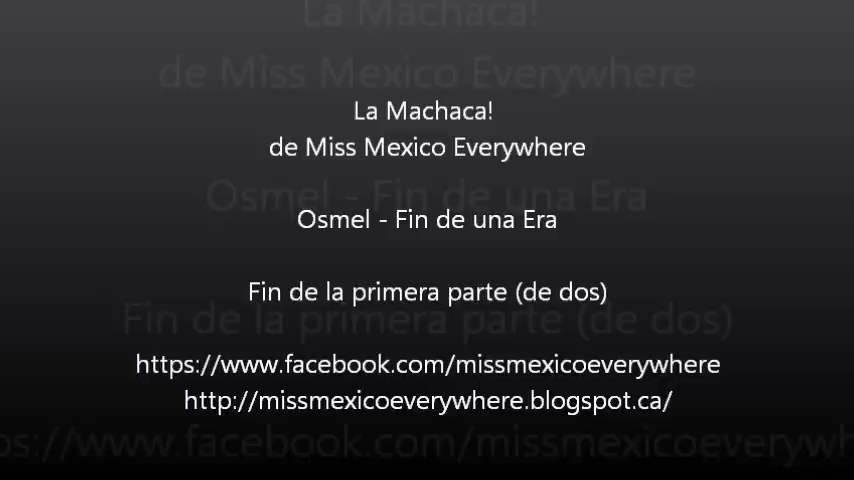 La Machaca!
de Miss Mexico Everywhere
Osmel - Fin de una Era
Fin de la primera parte (de dos)
https://www.facebook.com/missmexicoeverywhere
http://missmexicoeverywhere.blogspot.ca/